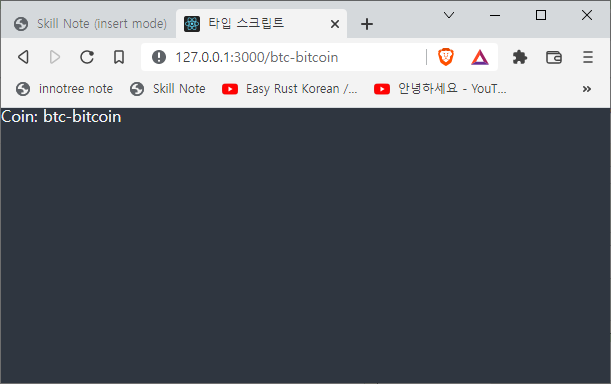 Skill Note (insert mode) 타입 스크립트
127.0.0.1:3000/btc-bitcoin
innotree note Skill Note Easy Rust Korean /... 안녕하세요 - YouT...
Coin: btc-bitcoin